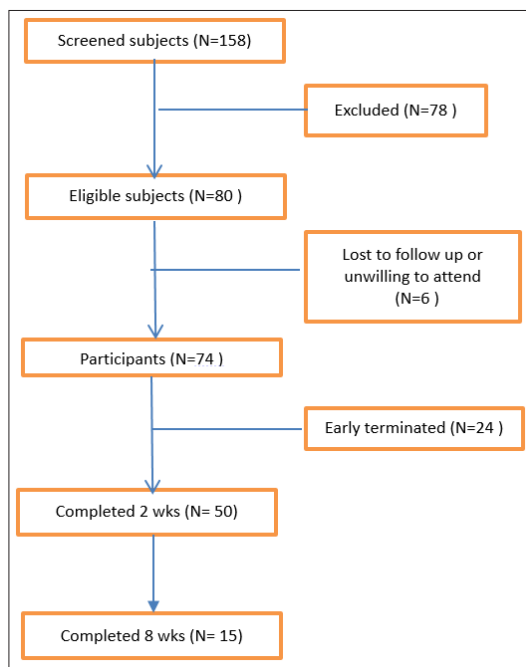 Screened subjects (N=158)
Excluded (N=78 )
Eligible subjects (N=80 )
Lost to follow up or
unwilling to attend
(N=6 )
Participants (N=74 )
Early terminated (N=24 )
Completed 2 wks (N= 50)
Completed 8 wks (N= 15)